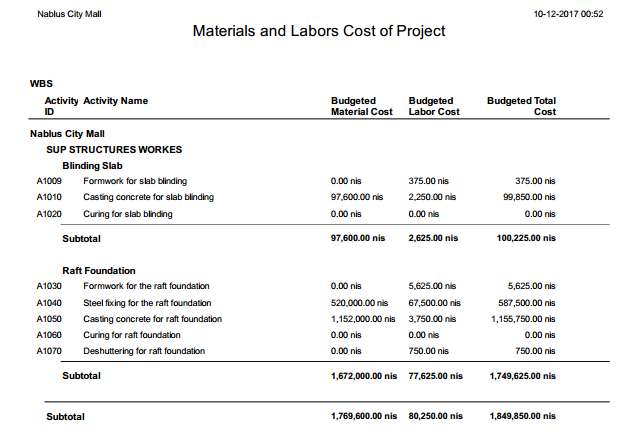 Nablus City Mall 10-12-2017 00:52
Materials and Labors Cost of Project
WBS
Activity ID Activity Name Budgeted Material Cost Budgeted Labor Cost Budgeted Total Cost
Nablus City Mall
SUP STRUCTURES WORKES
Blinding Slab
A1009 Formwork for slab blinding 0.00 nis 375.00 nis 375.00 nis
A1010 Casting concrete for slab blinding 97,600.00 nis 2,250.00 nis 99,850.00 nis
A1020 Curing for slab blinding 0.00 nis 0.00 nis 0.00 nis
Subtotal 97,600.00 nis 2,625.00 nis 100,225.00 nis
Raft Foundation
A1030 Formwork for the raft foundation 0.00 nis 5,625.00 nis 5,625.00 nis
A1040 Steel fixing for the raft foundation 520,000.00 nis 67,500.00 nis 587,500.00 nis
A1050 Casting concrete for raft foundation 1,152,000.00 nis 3,750.00 nis 1,155,750.00 nis
A1060 Curing for raft foundation 0.00 nis 0.00 nis 0.00 nis
A1070 Deshuttering for raft foundation 0.00 nis 750.00 nis 750.00 nis
Subtotal 1,672,000.00 nis 77,625.00 nis 1,749,625.00 nis
Subtotal 1,769,600.00 nis 80,250.00 nis 1,849,850.00 nis